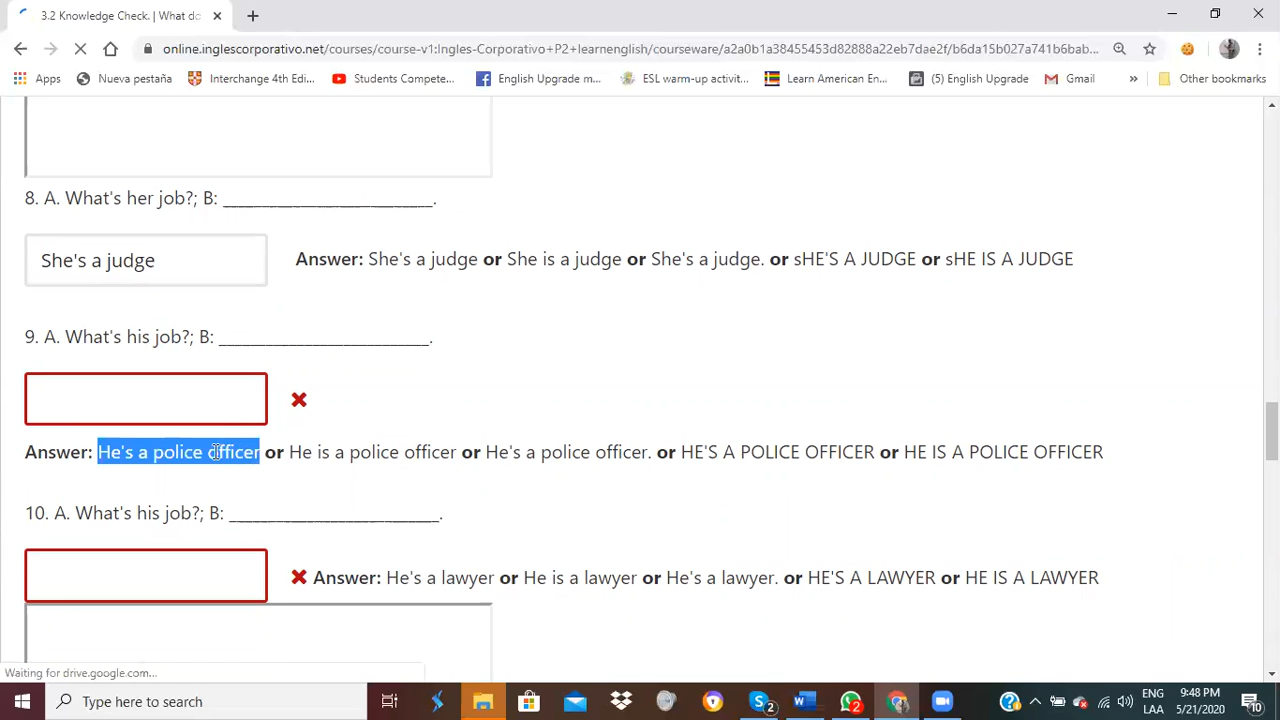 3.2 Knowledge Check. | What do
online.inglescorporativo.net/courses/course-v1:Ingles-Corporativo+P2+learnenglish/courseware/a2a0b1a38455453d82888a22eb7dae2f/b6da15b027a741b6bab...
Apps Nueva pestaña Interchange 4th Edi... Students Compete... English Upgrade m... ESL warm-up activit... Learn American En... (5) English Upgrade Gmail » Other bookmarks
8. A. What's her job?; B: __________________________.
She's a judge
Answer: She's a judge or She is a judge or She's a judge. or sHE'S A JUDGE or sHE IS A JUDGE
9. A. What's his job?; B: __________________________.
Answer: He's a police officer or He is a police officer or He's a police officer. or HE'S A POLICE OFFICER or HE IS A POLICE OFFICER
10. A. What's his job?; B: __________________________.
Answer: He's a lawyer or He is a lawyer or He's a lawyer. or HE'S A LAWYER or HE IS A LAWYER
Waiting for drive.google.com...
Type here to search
2
2
ENG
LAA
9:48 PM
5/21/2020
10